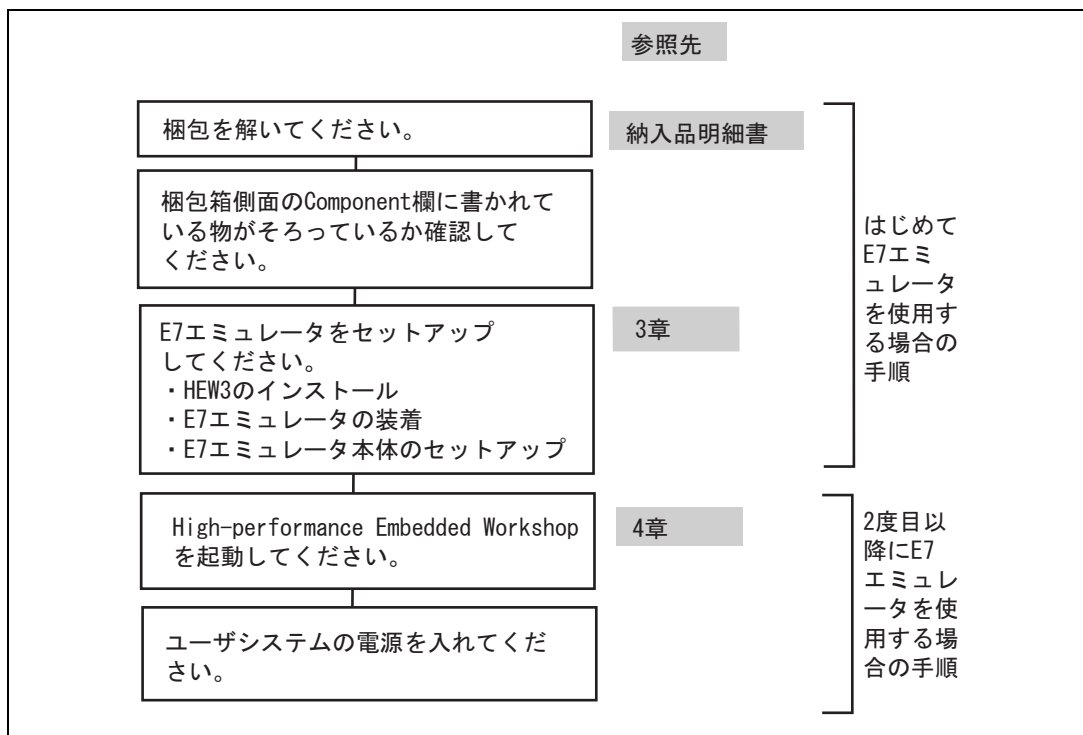 参照先
梱包を解いてください。
納入品明細書
梱包箱側面のComponent欄に書かれて
いる物がそろっているか確認して
ください。
E7エミュレータをセットアップ
してください。
・HEW3のインストール
・E7エミュレータの装着
・E7エミュレータ本体のセットアップ
3章
はじめて
E7エミ
ュレータ
を使用す
る場合の
手順
High-performance Embedded Workshop
を起動してください。
4章
ユーザシステムの電源を入れてくだ
さい。
2度目以
降にE7
エミュレ
ータを使
用する場
合の手順